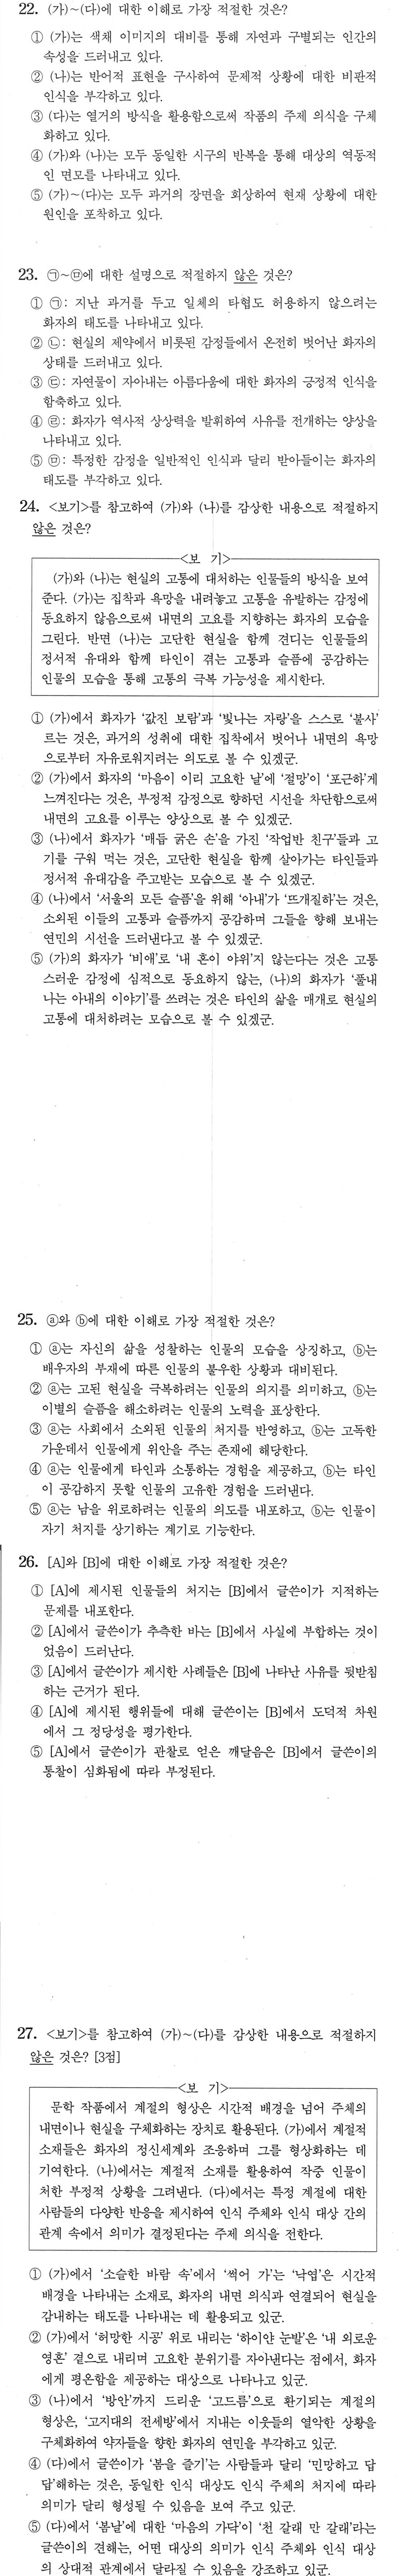 22. (가)~(다)에 대한 이해로 가장 적절한 것은?
① (가)는 색채 이미지의 대비를 통해 자연과 구별되는 인간의
속성을 드러내고 있다.
② (나)는 반어적 표현을 구사하여 문제적 상황에 대한 비판적
인식을 부각하고 있다.
③ (다)는 열거의 방식을 활용함으로써 작품의 주제 의식을 구체
화하고 있다.
④ (가)와 (나)는 모두 동일한 시구의 반복을 통해 대상의 역동적
인 면모를 나타내고 있다.
⑤ (가)~(다)는 모두 과거의 장면을 회상하여 현재 상황에 대한
원인을 포착하고 있다.
23. ㉠~㉤에 대한 설명으로 적절하지 않은 것은?
① ㉠: 지난 과거를 두고 일체의 타협도 허용하지 않으려는
화자의 태도를 나타내고 있다.
② ㉡: 현실의 제약에서 비롯된 감정들에서 온전히 벗어난 화자의
상태를 드러내고 있다.
③ ㉢: 자연물이 자아내는 아름다움에 대한 화자의 긍정적 인식을
함축하고 있다.
④ ㉣: 화자가 역사적 상상력을 발휘하여 사유를 전개하는 양상을
나타내고 있다.
⑤ ㉤: 특정한 감정을 일반적인 인식과 달리 받아들이는 화자의
태도를 부각하고 있다.
24. <보기>를 참고하여 (가)와 (나)를 감상한 내용으로 적절하지
않은 것은?
<보 기>
(가)와 (나)는 현실의 고통에 대처하는 인물들의 방식을 보여
준다. (가)는 집착과 욕망을 내려놓고 고통을 유발하는 감정에
동요하지 않음으로써 내면의 고요를 지향하는 화자의 모습을
그린다. 반면 (나)는 고단한 현실을 함께 견디는 인물들의
정서적 유대와 함께 타인이 겪는 고통과 슬픔에 공감하는
인물의 모습을 통해 고통의 극복 가능성을 제시한다.
① (가)에서 화자가 ‘값진 보람’과 ‘빛나는 자랑’을 스스로 ‘불사’
르는 것은, 과거의 성취에 대한 집착에서 벗어나 내면의 욕망
으로부터 자유로워지려는 의도로 볼 수 있겠군.
② (가)에서 화자의 ‘마음이 이리 고요한 날’에 ‘절망’이 ‘포근하’게
느껴진다는 것은, 부정적 감정으로 향하던 시선을 차단함으로써
내면의 고요를 이루는 양상으로 볼 수 있겠군.
③ (나)에서 화자가 ‘매듭 굵은 손’을 가진 ‘작업반 친구’들과 고
기를 구워 먹는 것은, 고단한 현실을 함께 살아가는 타인들과
정서적 유대감을 주고받는 모습으로 볼 수 있겠군.
④ (나)에서 ‘서울의 모든 슬픔’을 위해 ‘아내’가 ‘뜨개질하’는 것은,
소외된 이들의 고통과 슬픔까지 공감하며 그들을 향해 보내는
연민의 시선을 드러낸다고 볼 수 있겠군.
⑤ (가)의 화자가 ‘비애’로 ‘내 혼이 야위’지 않는다는 것은 고통
스러운 감정에 심적으로 동요하지 않는, (나)의 화자가 ‘풀내
나는 아내의 이야기’를 쓰려는 것은 타인의 삶을 매개로 현실의
고통에 대처하려는 모습으로 볼 수 있겠군.
25. ⓐ와 ⓑ에 대한 이해로 가장 적절한 것은?
① ⓐ는 자신의 삶을 성찰하는 인물의 모습을 상징하고, ⓑ는
배우자의 부재에 따른 인물의 불우한 상황과 대비된다.
② ⓐ는 고된 현실을 극복하려는 인물의 의지를 의미하고, ⓑ는
이별의 슬픔을 해소하려는 인물의 노력을 표상한다.
③ ⓐ는 사회에서 소외된 인물의 처지를 반영하고, ⓑ는 고독한
가운데서 인물에게 위안을 주는 존재에 해당한다.
④ ⓐ는 인물에게 타인과 소통하는 경험을 제공하고, ⓑ는 타인
이 공감하지 못할 인물의 고유한 경험을 드러낸다.
⑤ ⓐ는 남을 위로하려는 인물의 의도를 내포하고, ⓑ는 인물이
자기 처지를 상기하는 계기로 기능한다.
26. [A]와 [B]에 대한 이해로 가장 적절한 것은?
① [A]에 제시된 인물들의 처지는 [B]에서 글쓴이가 지적하는
문제를 내포한다.
② [A]에서 글쓴이가 추측한 바는 [B]에서 사실에 부합하는 것이
었음이 드러난다.
③ [A]에서 글쓴이가 제시한 사례들은 [B]에 나타난 사유를 뒷받침
하는 근거가 된다.
④ [A]에 제시된 행위들에 대해 글쓴이는 [B]에서 도덕적 차원
에서 그 정당성을 평가한다.
⑤ [A]에서 글쓴이가 관찰로 얻은 깨달음은 [B]에서 글쓴이의
통찰이 심화됨에 따라 부정된다.
27. <보기>를 참고하여 (가)~(다)를 감상한 내용으로 적절하지
않은 것은? [3점]
<보 기>
문학 작품에서 계절의 형상은 시간적 배경을 넘어 주체의
내면이나 현실을 구체화하는 장치로 활용된다. (가)에서 계절적
소재들은 화자의 정신세계와 조응하며 그를 형상화하는 데
기여한다. (나)에서는 계절적 소재를 활용하여 작중 인물이
처한 부정적 상황을 그려낸다. (다)에서는 특정 계절에 대한
사람들의 다양한 반응을 제시하여 인식 주체와 인식 대상 간의
관계 속에서 의미가 결정된다는 주제 의식을 전한다.
① (가)에서 ‘소슬한 바람 속’에서 ‘썩어 가’는 ‘낙엽’은 시간적
배경을 나타내는 소재로, 화자의 내면 의식과 연결되어 현실을
감내하는 태도를 나타내는 데 활용되고 있군.
② (가)에서 ‘허망한 시공’ 위로 내리는 ‘하이얀 눈발’은 ‘내 외로운
영혼’ 곁으로 내리며 고요한 분위기를 자아낸다는 점에서, 화자
에게 평온함을 제공하는 대상으로 나타나고 있군.
③ (나)에서 ‘방안’까지 드리운 ‘고드름’으로 환기되는 계절의
형상은, ‘고지대의 전세방’에서 지내는 이웃들의 열악한 상황을
구체화하여 약자들을 향한 화자의 연민을 부각하고 있군.
④ (다)에서 글쓴이가 ‘봄을 즐기’는 사람들과 달리 ‘민망하고 답
답’해하는 것은, 동일한 인식 대상도 인식 주체의 처지에 따라
의미가 달리 형성될 수 있음을 보여 주고 있군.
⑤ (다)에서 ‘봄날’에 대한 ‘마음의 가닥’이 ‘천 갈래 만 갈래’라는
글쓴이의 견해는, 어떤 대상의 의미가 인식 주체와 인식 대상
의 상대적 관계에서 달라질 수 있음을 강조하고 있군.